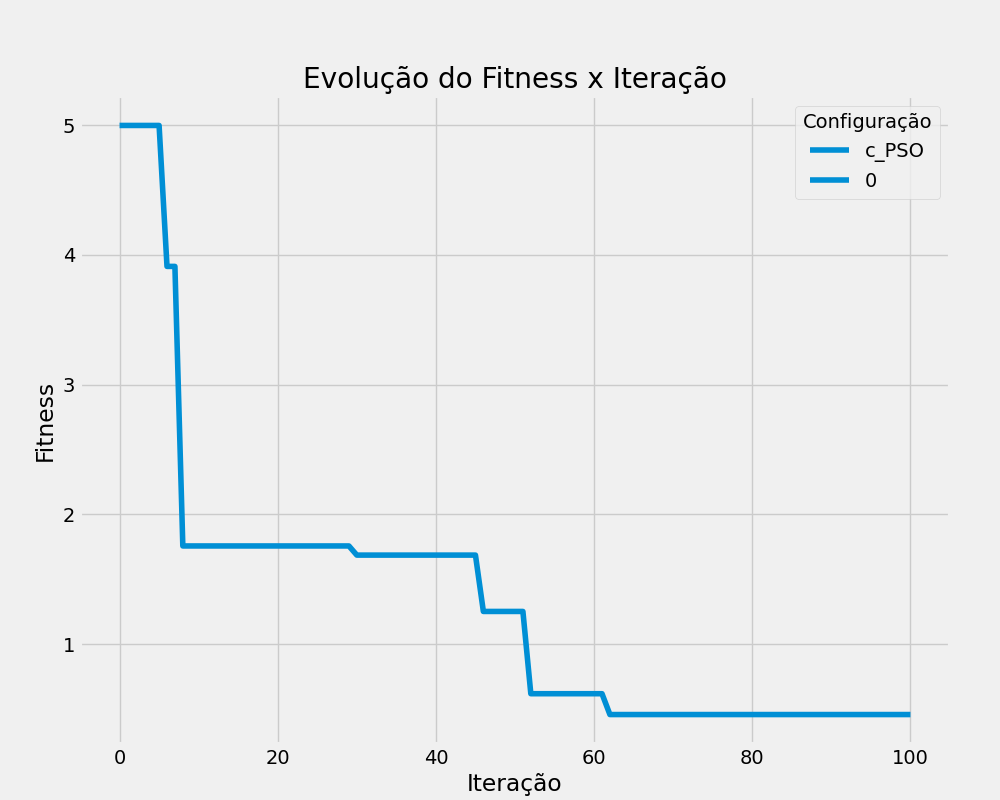 Evolução do Fitness x Iteração
Configuração
c_PSO
0
Fitness
5
4
3
2
1
0 20 40 60 80 100
Iteração